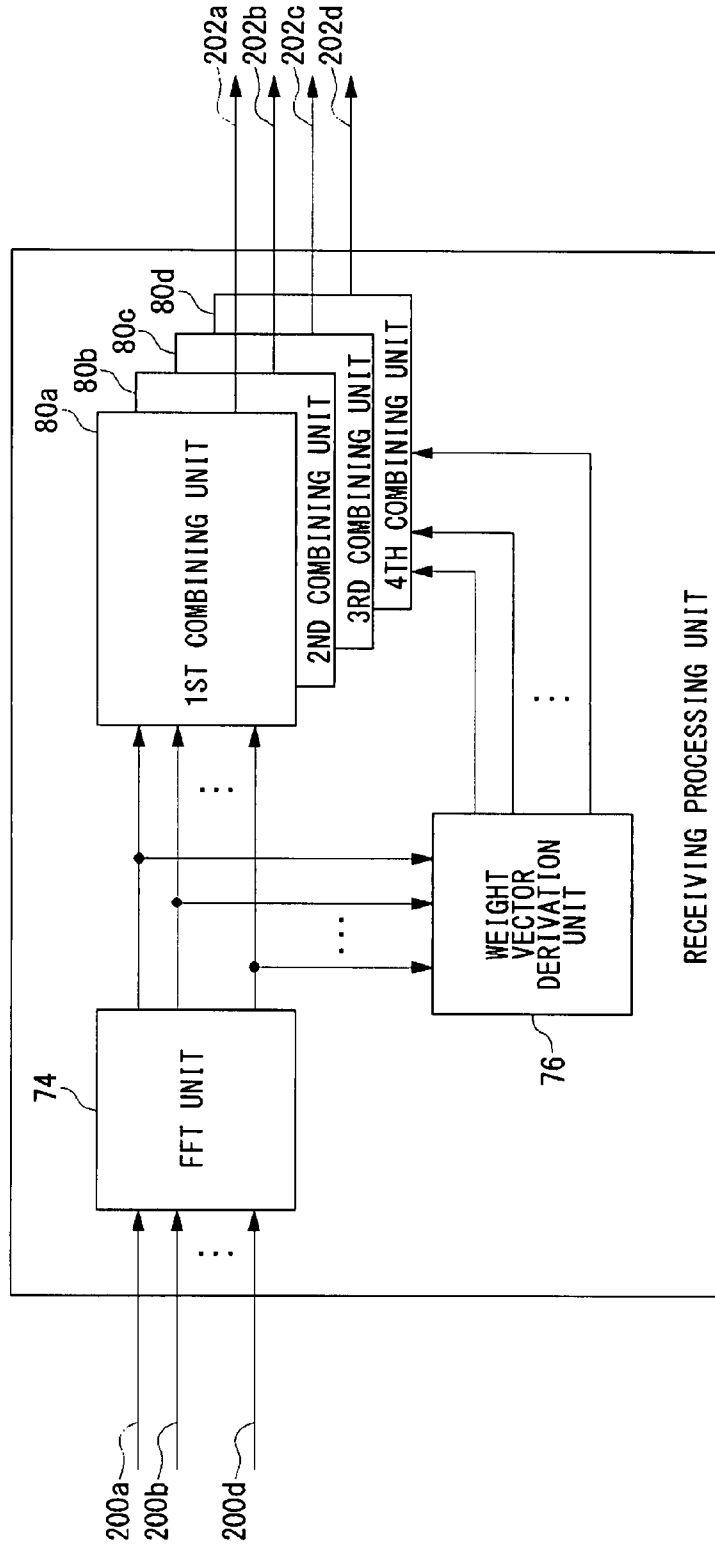 200a
200b
...
200d
74
FFT UNIT
...
...
WEIGHT
VECTOR
DERIVATION
UNIT
76
...
80a
80b
80c
80d
1ST COMBINING UNIT
2ND COMBINING UNIT
3RD COMBINING UNIT
4TH COMBINING UNIT
202a
202b
202c
202d
RECEIVING PROCESSING UNIT